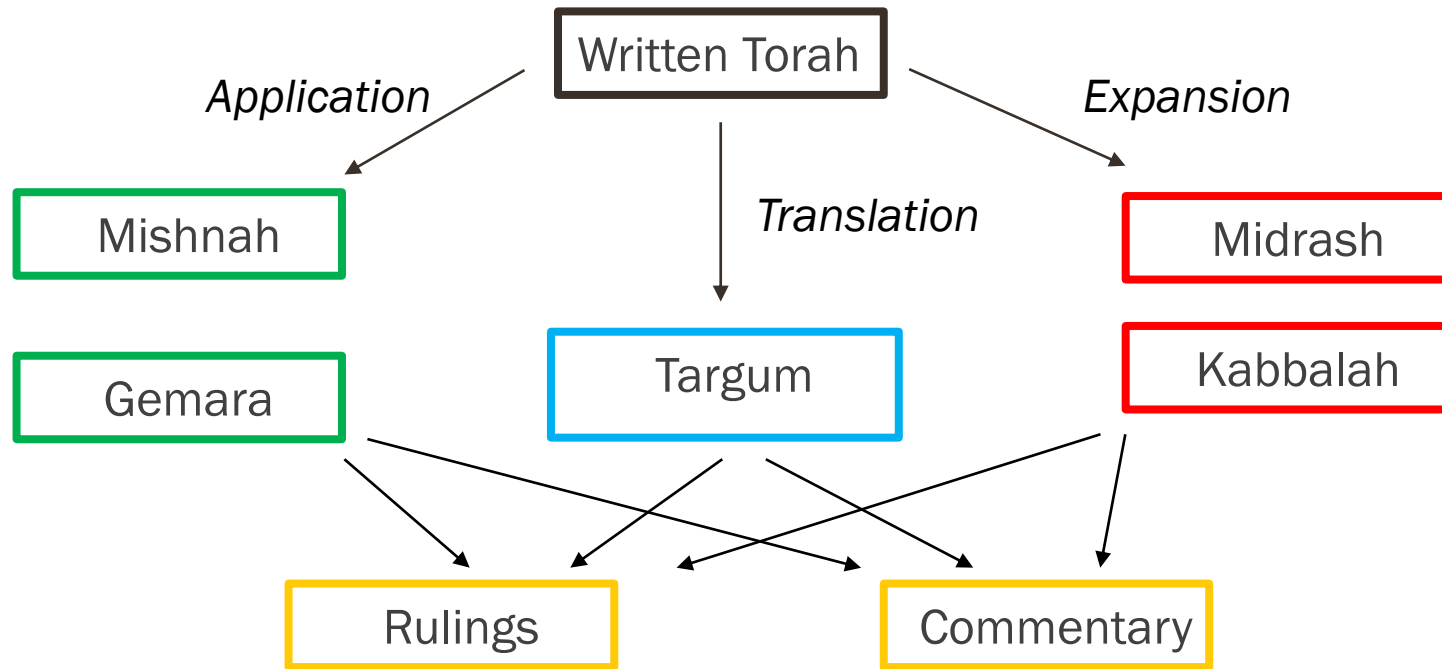 Written Torah
Application
Expansion
Mishnah
Translation
Midrash
Gemara
Targum
Kabbalah
Rulings
Commentary